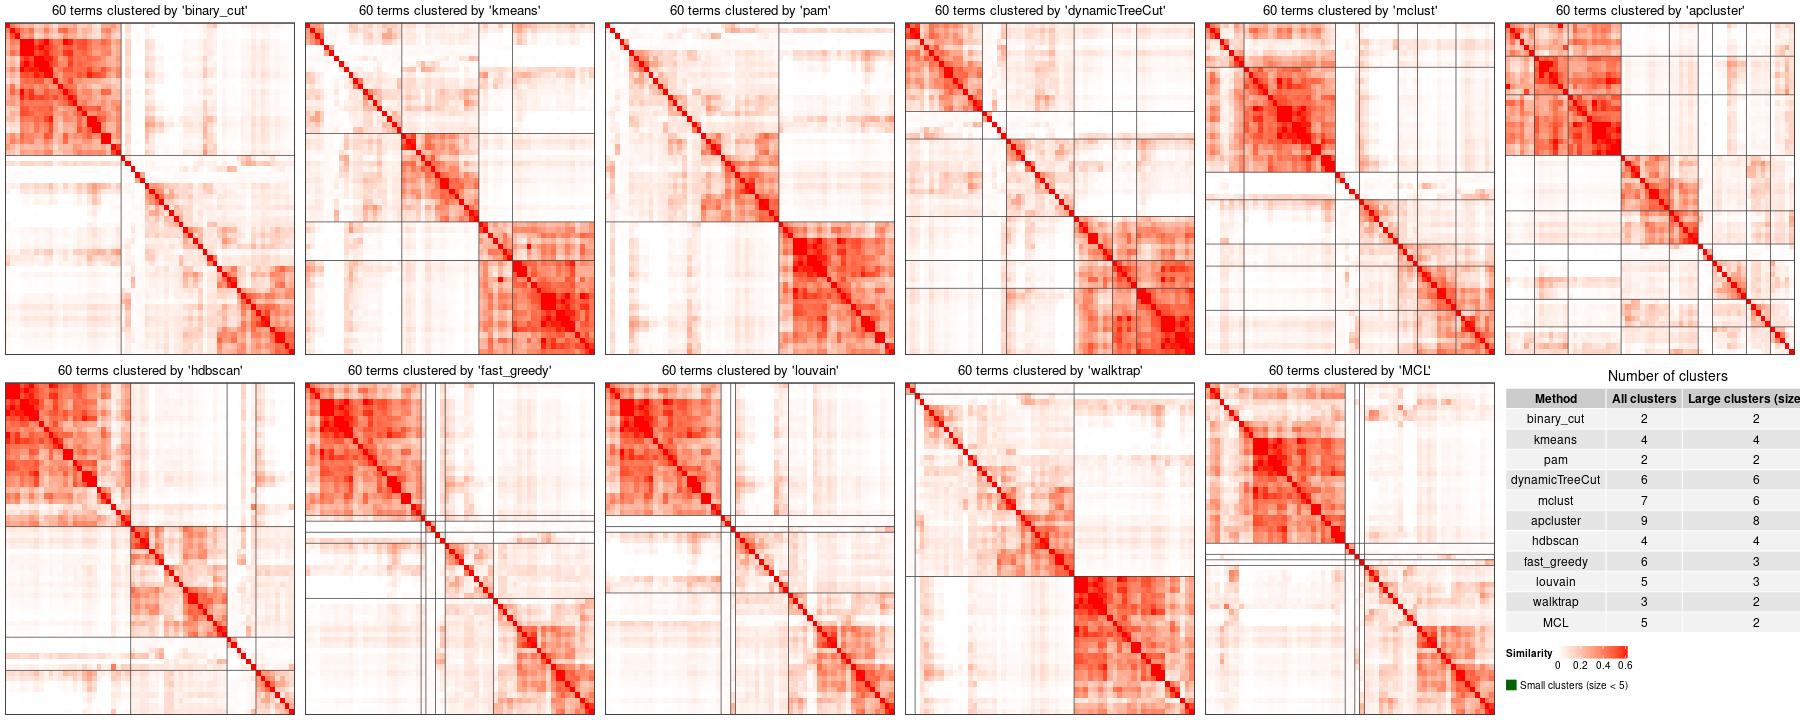 60 terms clustered by 'binary_cut'
60 terms clustered by 'kmeans'
60 terms clustered by 'pam'
60 terms clustered by 'dynamicTreeCut'
60 terms clustered by 'mclust'
60 terms clustered by 'apcluster'
60 terms clustered by 'hdbscan'
60 terms clustered by 'fast_greedy'
60 terms clustered by 'louvain'
60 terms clustered by 'walktrap'
60 terms clustered by 'MCL'
Number of clusters
Method All clusters Large clusters (size
binary_cut 2 2
kmeans 4 4
pam 2 2
dynamicTreeCut 6 6
mclust 7 6
apcluster 9 8
hdbscan 4 4
fast_greedy 6 3
louvain 5 3
walktrap 3 2
MCL 5 2
Similarity
0 0.2 0.4 0.6
Small clusters (size < 5)